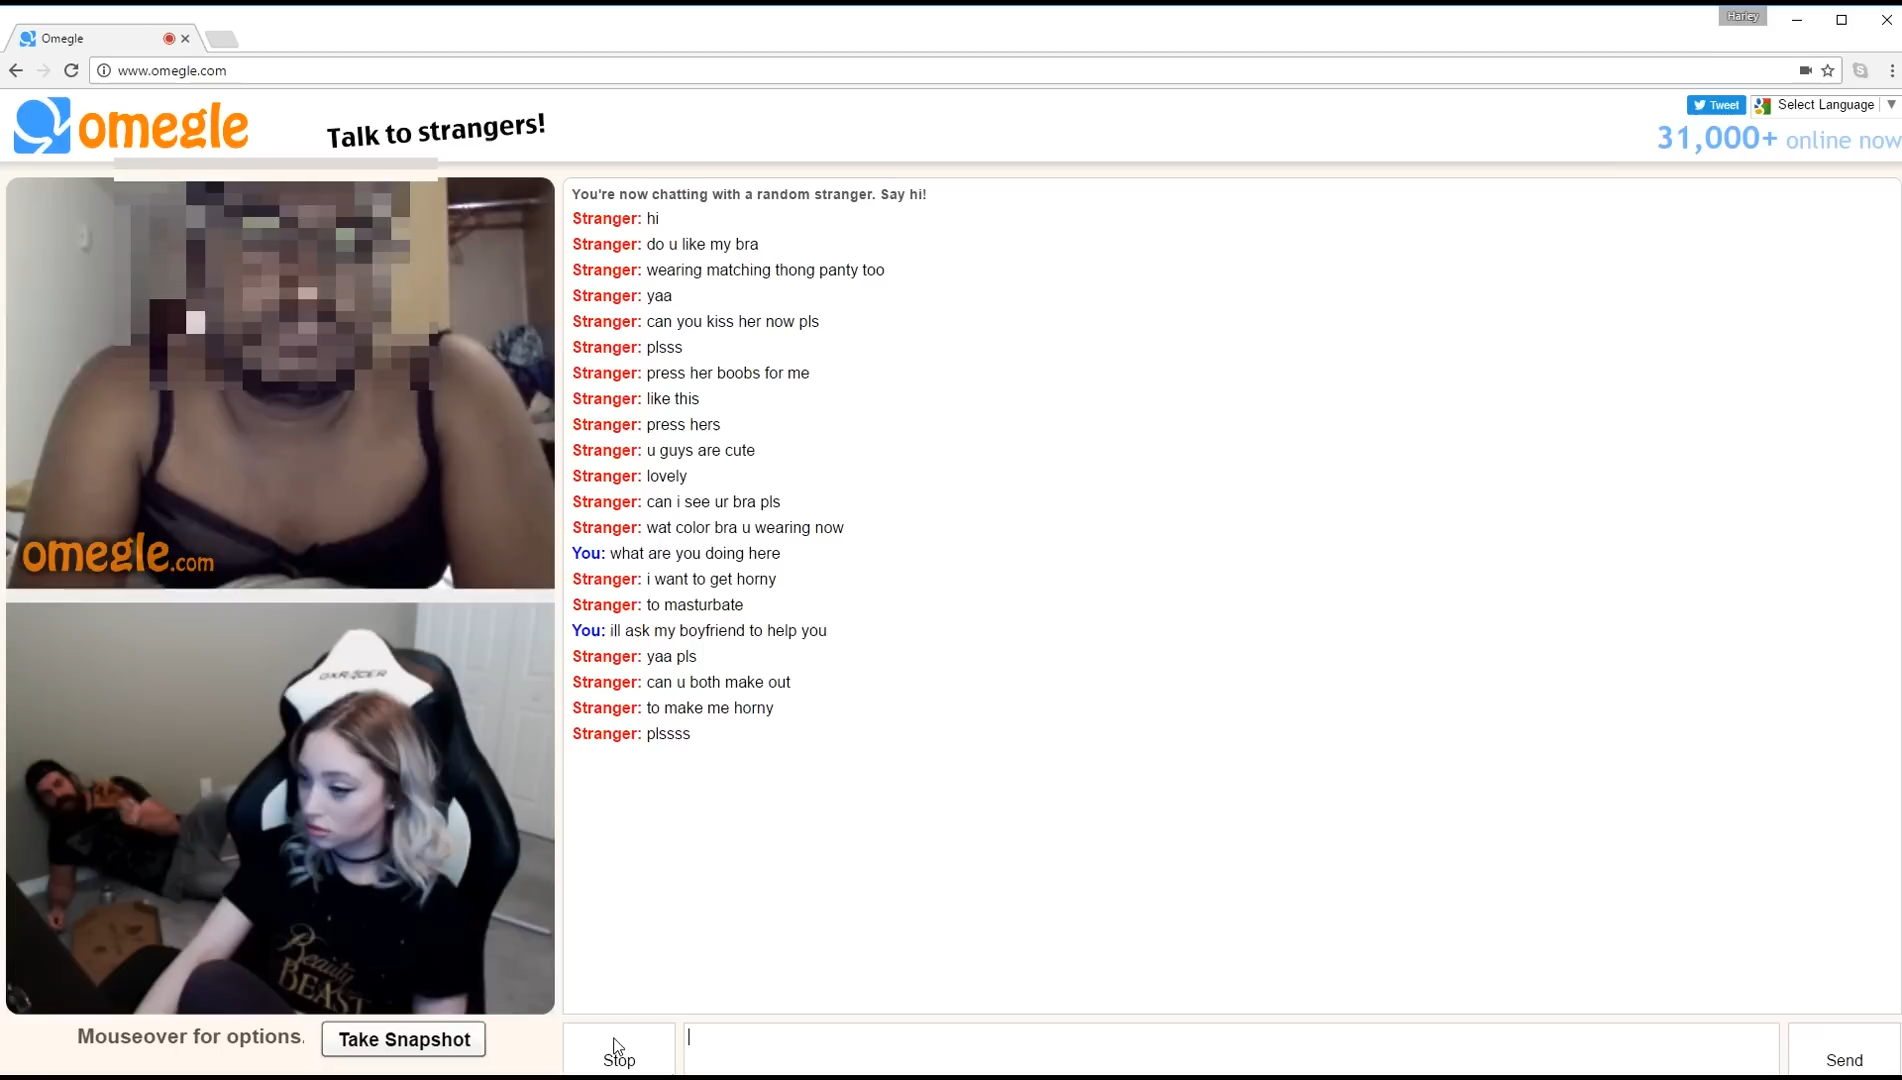 Harley
Omegle
www.omegle.com
omegle
Talk to strangers!
Tweet
Select Language
31,000+ online now
You're now chatting with a random stranger. Say hi!
Stranger: hi
Stranger: do u like my bra
Stranger: wearing matching thong panty too
Stranger: yaa
Stranger: can you kiss her now pls
Stranger: plsss
Stranger: press her boobs for me
Stranger: like this
Stranger: press hers
Stranger: u guys are cute
Stranger: lovely
Stranger: can i see ur bra pls
Stranger: wat color bra u wearing now
You: what are you doing here
Stranger: i want to get horny
Stranger: to masturbate
You: ill ask my boyfriend to help you
Stranger: yaa pls
Stranger: can u both make out
Stranger: to make me horny
Stranger: plssss
omegle.com
Beauty
BEAST
Mouseover for options.
Take Snapshot
Stop
Send